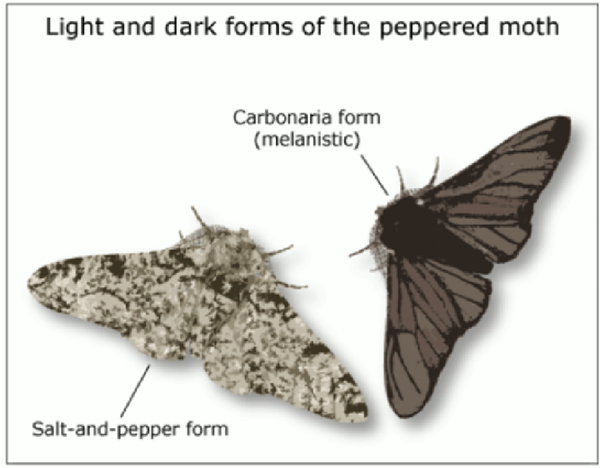 Light and dark forms of the peppered moth
Carbonaria form
(melanistic)
Salt-and-pepper form